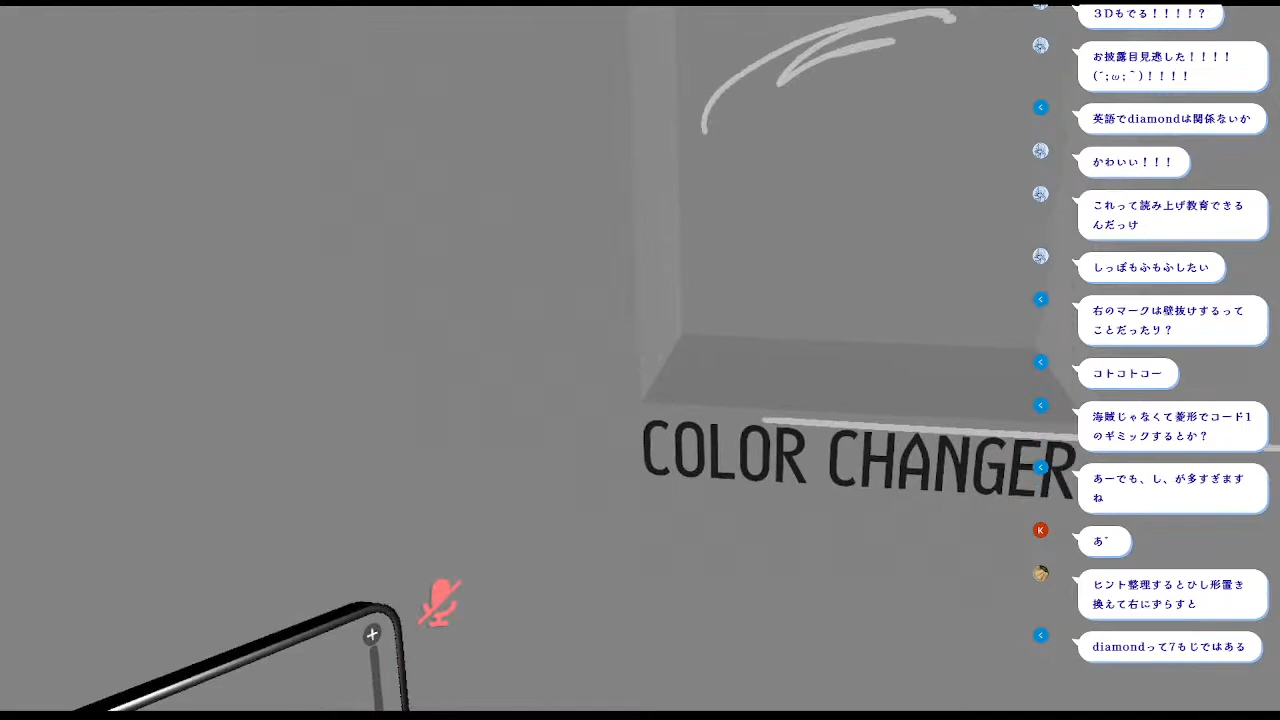 3Dもでる！！！！？
お披露目見逃した！！！！
(´;ω;｀)！！！！
英語でdiamondは関係ないか
かわいい！！！
これって読み上げ教育できる
んだっけ
しっぽもふもふしたい
右のマークは壁抜けするって
ことだったり？
コトコトコー
海賊じゃなくて菱形でコード1
のギミックするとか？
COLOR CHANGER
あーでも、し、が多すぎます
ね
K
あ゛
ヒント整理するとひし形置き
換えて右にずらすと
diamondって7もじではある